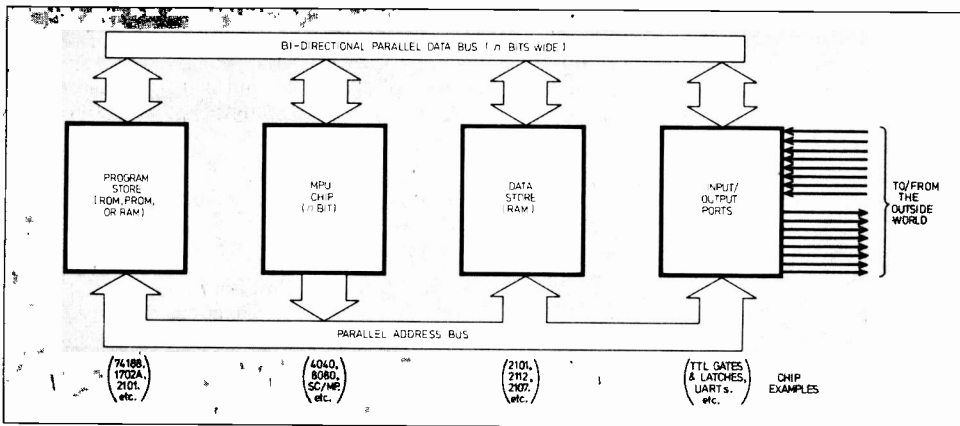 BI-DIRECTIONAL PARALLEL DATA BUS (n BITS WIDE)
PROGRAM
STORE
(ROM, PROM,
OR RAM)
MPU
CHIP
(n BIT)
DATA
STORE
(RAM)
INPUT/
OUTPUT
PORTS
TO/FROM
THE
OUTSIDE
WORLD
PARALLEL ADDRESS BUS
(74188,
1702A,
2101.
etc.)
(4040,
8080,
SC/MP.
etc.)
(2101,
2112,
2107.
etc.)
(TTL GATES
& LATCHES,
UARTs.
etc.)
CHIP
EXAMPLES